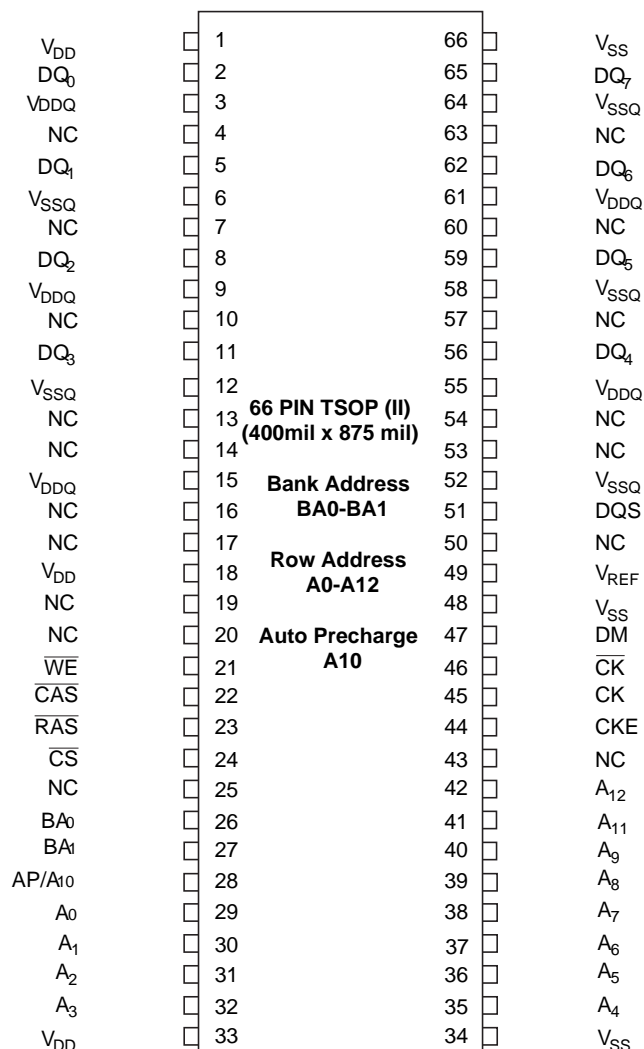 VDD 1 66 VSS
DQ0 2 65 DQ7
VDDQ 3 64 VSSQ
NC 4 63 NC
DQ1 5 62 DQ6
VSSQ 6 61 VDDQ
NC 7 60 NC
DQ2 8 59 DQ5
VDDQ 9 58 VSSQ
NC 10 57 NC
DQ3 11 56 DQ4
VSSQ 12 55 VDDQ
66 PIN TSOP (II)
NC 13 54 NC
(400mil x 875 mil)
NC 14 53 NC
VDDQ 15 Bank Address 52 VSSQ
NC 16 BA0-BA1 51 DQS
NC 17 50 NC
Row Address
VDD 18 49 VREF
A0-A12
NC 19 48 VSS
NC 20 Auto Precharge 47 DM
WE 21 A10 46 CK
CAS 22 45 CK
RAS 23 44 CKE
CS 24 43 NC
NC 25 42 A12
BA0 26 41 A11
BA1 27 40 A9
AP/A10 28 39 A8
A0 29 38 A7
A1 30 37 A6
A2 31 36 A5
A3 32 35 A4
VDD 33 34 VSS